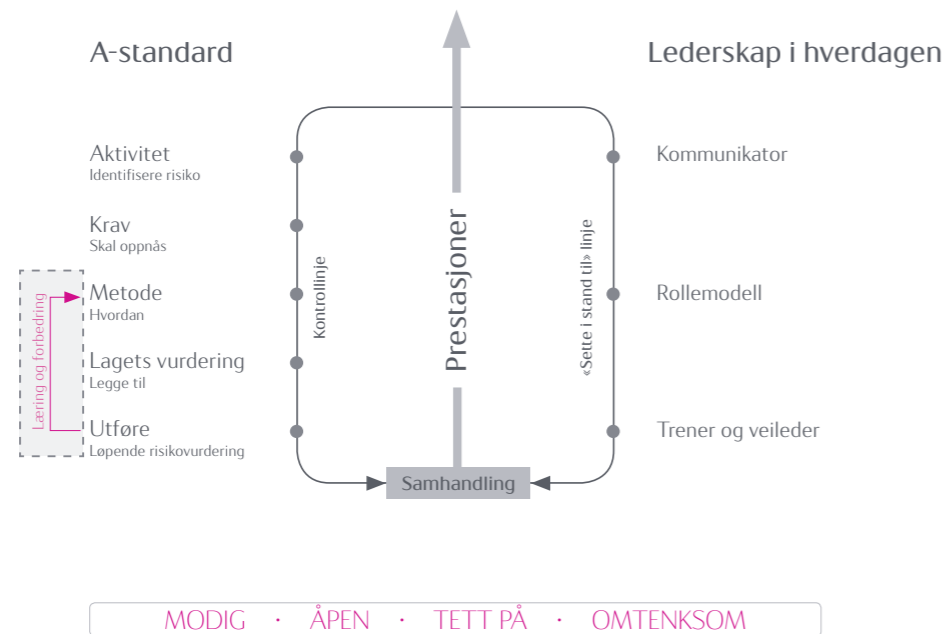 A-standard
Lederskap i hverdagen
Aktivitet
Identifisere risiko
Krav
Skal oppnås
Metode
Hvordan
Lagets vurdering
Legge til
Utføre
Løpende risikovurdering
Læring og forbedring
Kontrollinje
Prestasjoner
«Sette i stand til» linje
Kommunikator
Rollemodell
Trener og veileder
Samhandling
MODIG · ÅPEN · TETT PÅ · OMTENKSOM